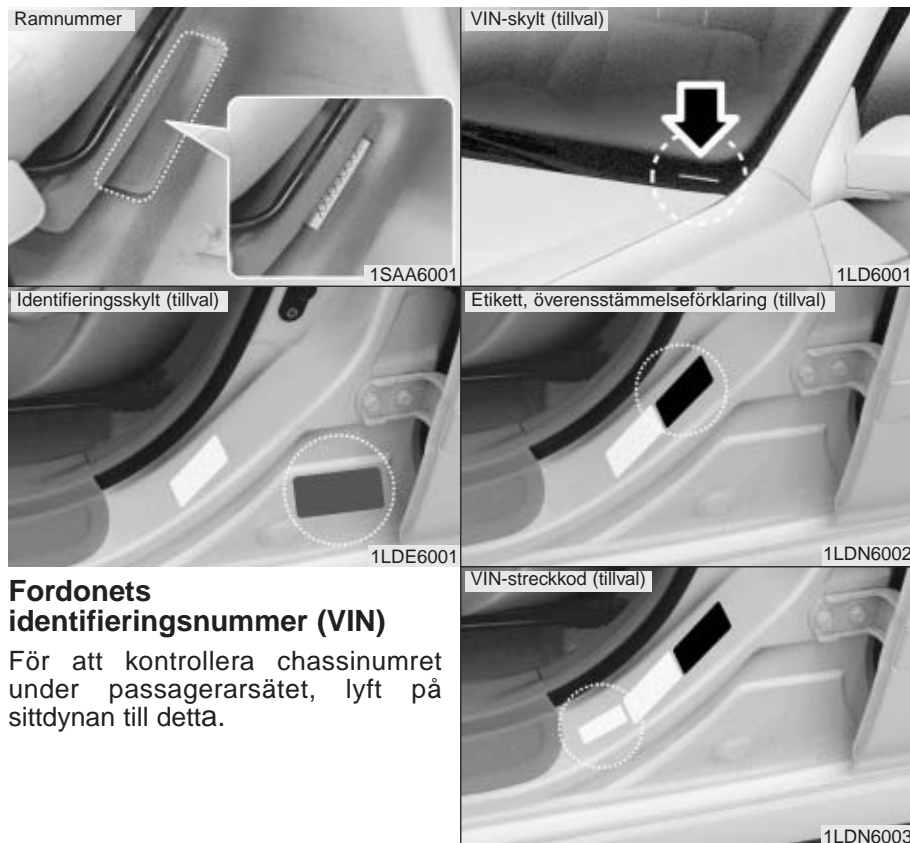 Ramnummer
1SAA6001
VIN-skylt (tillval)
1LD6001
Identifieringsskylt (tillval)
1LDE6001
Etikett, överensstämmelseförklaring (tillval)
1LDN6002
Fordonets
identifieringsnummer (VIN)
För att kontrollera chassinumret
under passagerarsätet, lyft på
sittdynan till detta.
VIN-streckkod (tillval)
1LDN6003